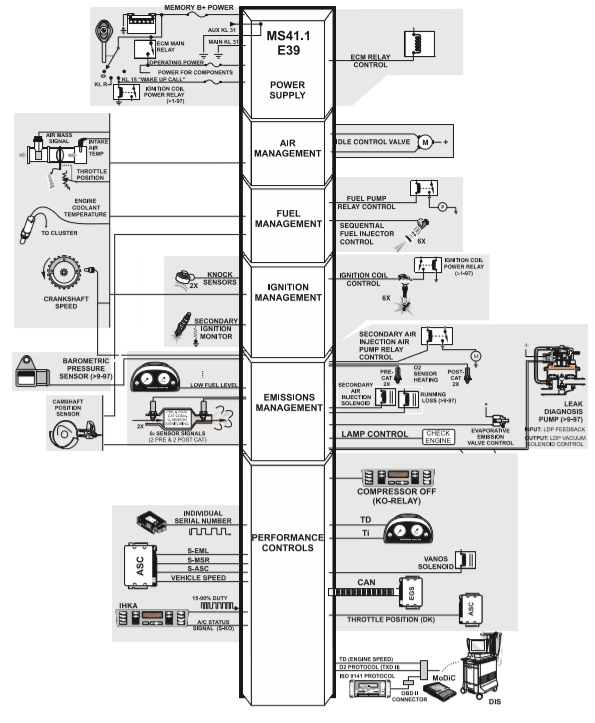 MEMORY B+ POWER
AUX KL 31
MAIN KL 31
ECM MAIN
RELAY
OPERATING POWER
POWER FOR COMPONENTS
KL R
KL 15 "WAKE UP CALL"
IGNITION COIL
POWER RELAY
(>1-97)
MS41.1
E39
POWER
SUPPLY
ECM RELAY
CONTROL
AIR MASS
SIGNAL
INTAKE
AIR
TEMP
THROTTLE
POSITION
AIR
MANAGEMENT
IDLE CONTROL VALVE
M
+
ENGINE
COOLANT
TEMPERATURE
TO CLUSTER
FUEL
MANAGEMENT
FUEL PUMP
RELAY CONTROL
P
SEQUENTIAL
FUEL INJECTOR
CONTROL
6X
CRANKSHAFT
SPEED
KNOCK
SENSORS
2X
SECONDARY
IGNITION
MONITOR
IGNITION
MANAGEMENT
IGNITION COIL
CONTROL
6X
IGNITION COIL
POWER RELAY
(>1-97)
BAROMETRIC
PRESSURE
SENSOR (>9-97)
LOW FUEL LEVEL
CAMSHAFT
POSITION
SENSOR
2X
PRE & POST
O2 SENSOR SIGNALS
(2 PRE & 2 POST CAT)
EMISSIONS
MANAGEMENT
SECONDARY AIR
INJECTION AIR
PUMP RELAY
CONTROL
M
PRE-
CAT
2X
O2
SENSOR
HEATING
POST-
CAT
2X
SECONDARY
AIR
INJECTION
SOLENOID
RUNNING
LOSS (>9-97)
LAMP CONTROL
CHECK
ENGINE
EVAPORATIVE
EMISSION
VALVE CONTROL
+
LEAK
DIAGNOSIS
PUMP (>9-97)
INPUT: LDP FEEDBACK
OUTPUT: LDP VACUUM
SOLENOID CONTROL
INDIVIDUAL
SERIAL NUMBER
ASC
S-EML
S-MSR
S-ASC
VEHICLE SPEED
15-90% DUTY
IHKA
A/C STATUS
SIGNAL (S-KO)
PERFORMANCE
CONTROLS
COMPRESSOR OFF
(KO-RELAY)
TD
Ti
VANOS
SOLENOID
CAN
EGS
ASC
THROTTLE POSITION (DK)
TD (ENGINE SPEED)
D2 PROTOCOL (TXD II)
ISO 9141 PROTOCOL
OBD II
CONNECTOR
MoDiC
DIS